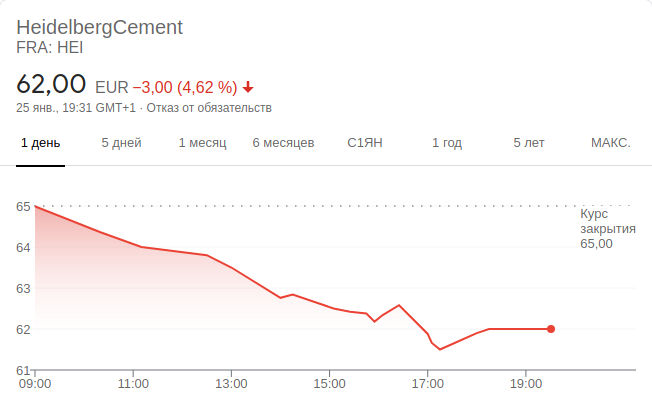 HeidelbergCement
FRA: HEI
62,00 EUR −3,00 (4,62 %)
25 янв., 19:31 GMT+1 · Отказ от обязательств
1 день 5 дней 1 месяц 6 месяцев С1ЯН 1 год 5 лет МАКС.
65
Курс
закрытия
65,00
64
63
62
61
09:00 11:00 13:00 15:00 17:00 19:00